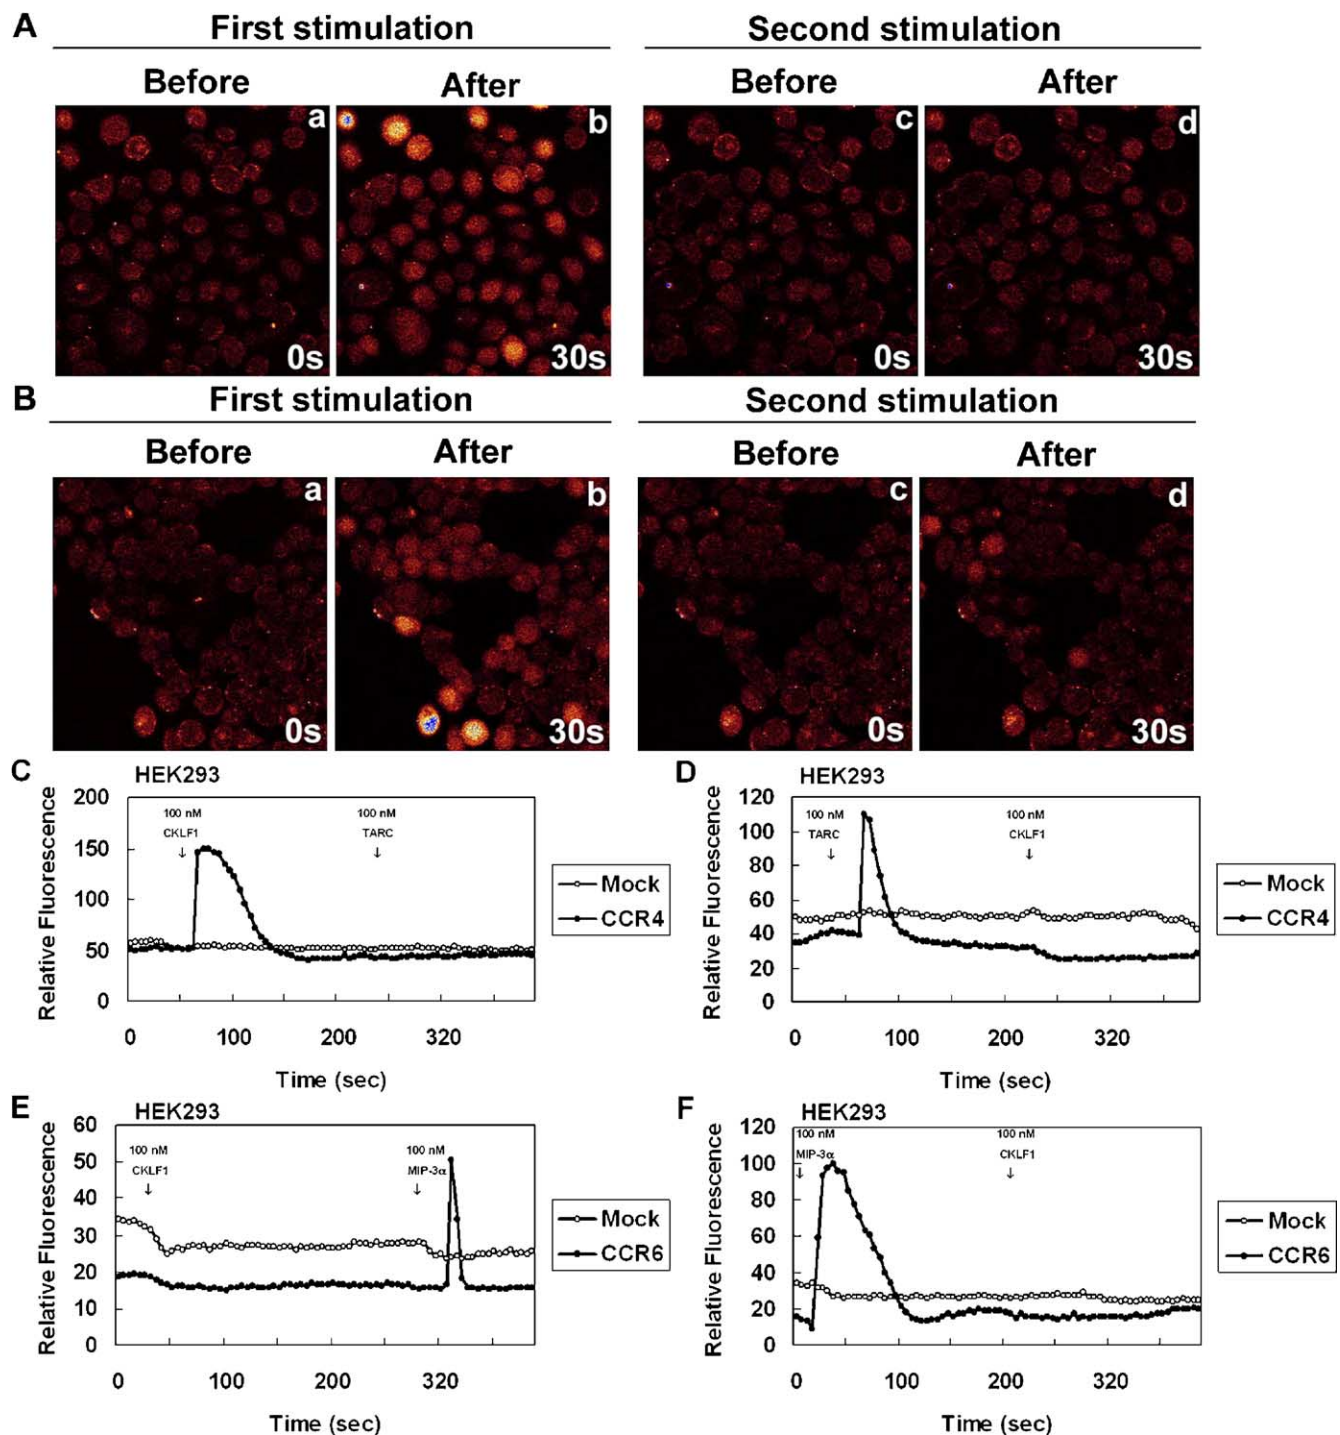 A
First stimulation
Second stimulation
Before
After
Before
After
a
b
c
d
0s
30s
0s
30s
B
First stimulation
Second stimulation
Before
After
Before
After
a
b
c
d
0s
30s
0s
30s
C
HEK293
Relative Fluorescence
200
150
100
50
0
100 nM
CKLF1
↓
100 nM
TARC
↓
Mock
CCR4
0 100 200 320
Time (sec)
D
HEK293
Relative Fluorescence
120
100
80
60
40
20
0
100 nM
TARC
↓
100 nM
CKLF1
↓
Mock
CCR4
0 100 200 320
Time (sec)
E
HEK293
Relative Fluorescence
60
50
40
30
20
10
0
100 nM
CKLF1
↓
100 nM
MIP-3α
↓
Mock
CCR6
0 100 200 320
Time (sec)
F
HEK293
Relative Fluorescence
120
100
80
60
40
20
0
100 nM
MIP-3α
↓
100 nM
CKLF1
↓
Mock
CCR6
0 100 200 320
Time (sec)